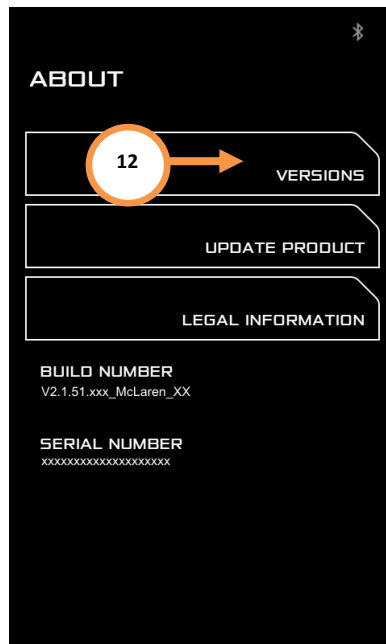 ABOUT
12
VERSIONS
UPDATE PRODUCT
LEGAL INFORMATION
BUILD NUMBER
V2.1.51.xxx_McLaren_XX
SERIAL NUMBER
xxxxxxxxxxxxxxxxxxxx